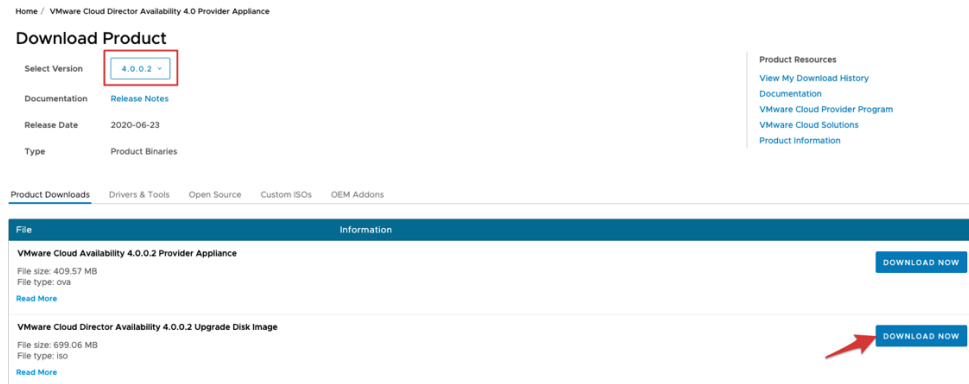 Home / VMware Cloud Director Availability 4.0 Provider Appliance
Download Product
Select Version 4.0.0.2
Documentation Release Notes
Release Date 2020-06-23
Type Product Binaries
Product Resources
View My Download History
Documentation
VMware Cloud Provider Program
VMware Cloud Solutions
Product Information
Product Downloads Drivers & Tools Open Source Custom ISOs OEM Addons
File Information
VMware Cloud Availability 4.0.0.2 Provider Appliance
File size: 409.57 MB
File type: ova
Read More
DOWNLOAD NOW
VMware Cloud Director Availability 4.0.0.2 Upgrade Disk Image
File size: 699.06 MB
File type: iso
Read More
DOWNLOAD NOW